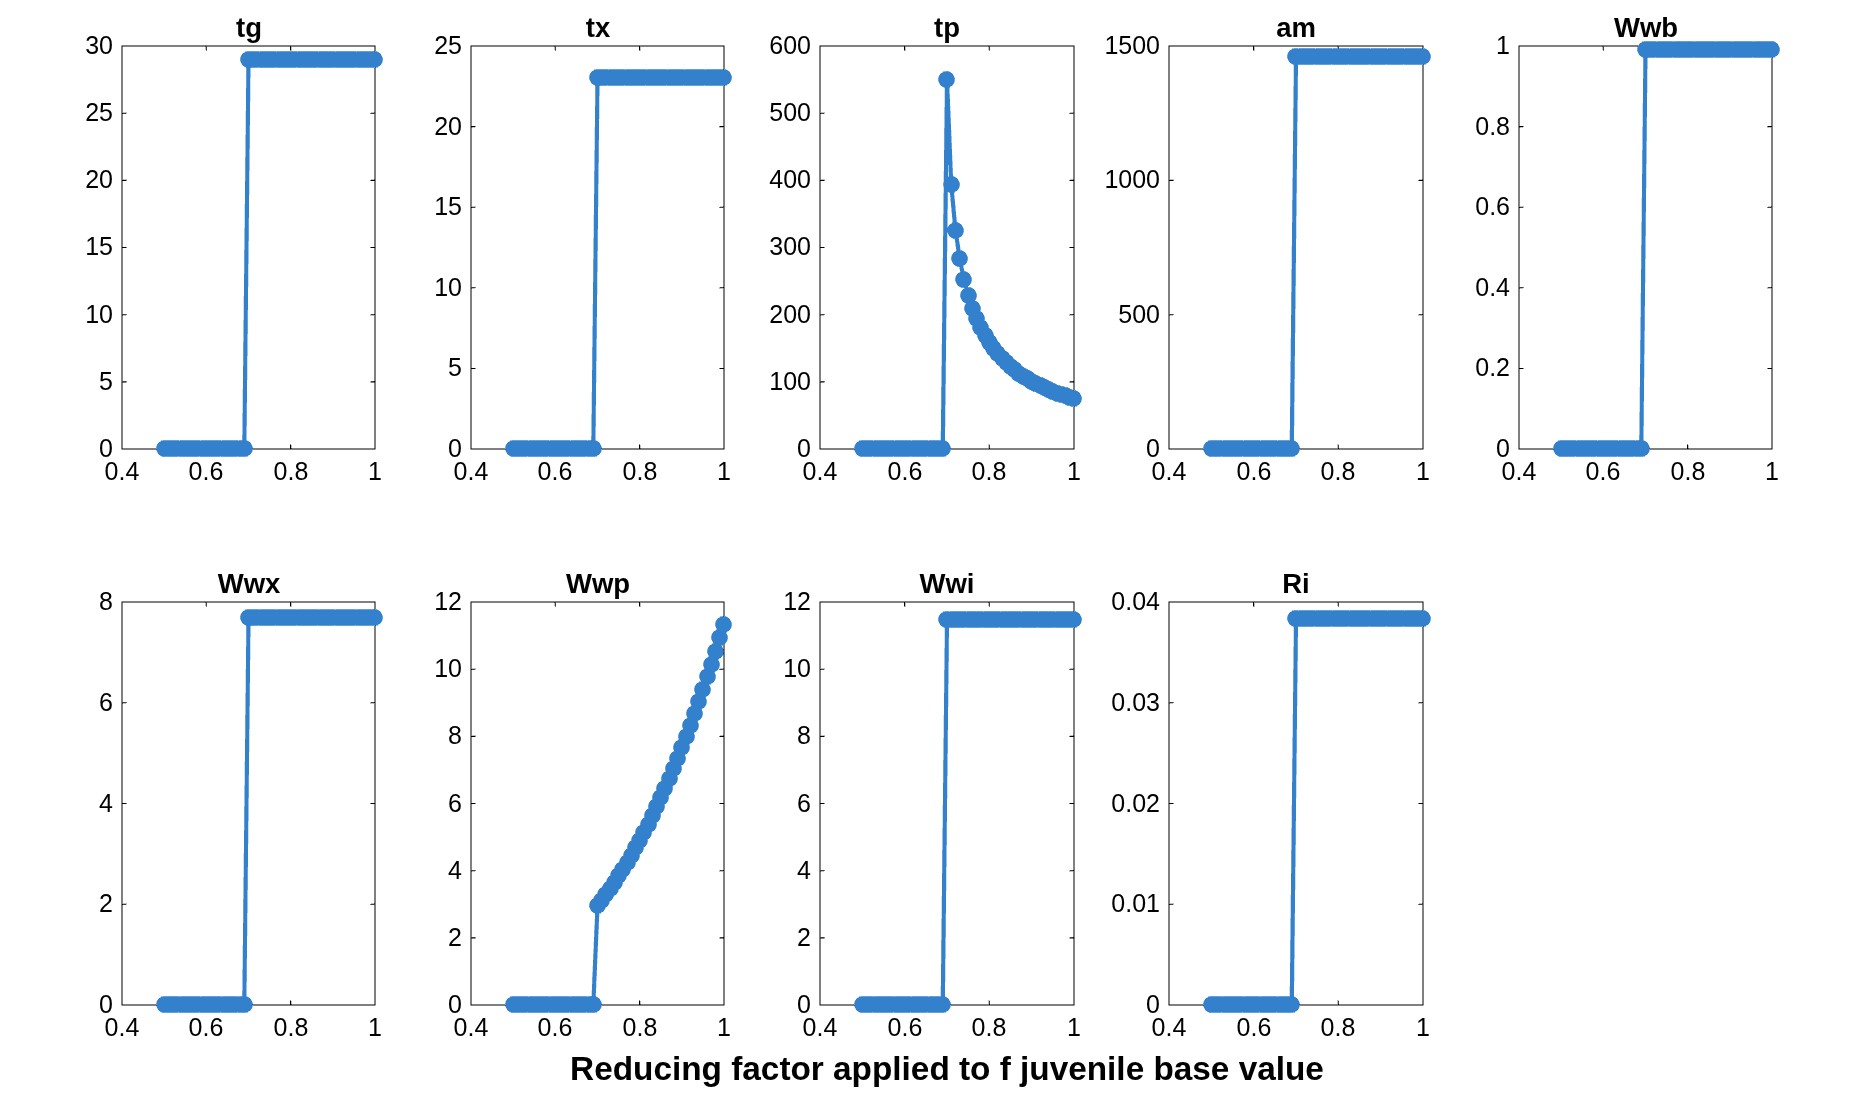 tg tx tp am Wwb
30 25 600 1500 1
25 20 500 1000 0.8
20 15 400 500 0.6
15 10 300 0 0.4
10 5 200 0.2
5 0 100 0
0 0
0.4 0.6 0.8 1 0.4 0.6 0.8 1 0.4 0.6 0.8 1 0.4 0.6 0.8 1 0.4 0.6 0.8 1
Wwx Wwp Wwi Ri
8 12 12 0.04
6 10 10 0.03
4 8 8 0.02
2 6 6 0.01
0 4 4 0
2 2
0 0
0.4 0.6 0.8 1 0.4 0.6 0.8 1 0.4 0.6 0.8 1 0.4 0.6 0.8 1
Reducing factor applied to f juvenile base value